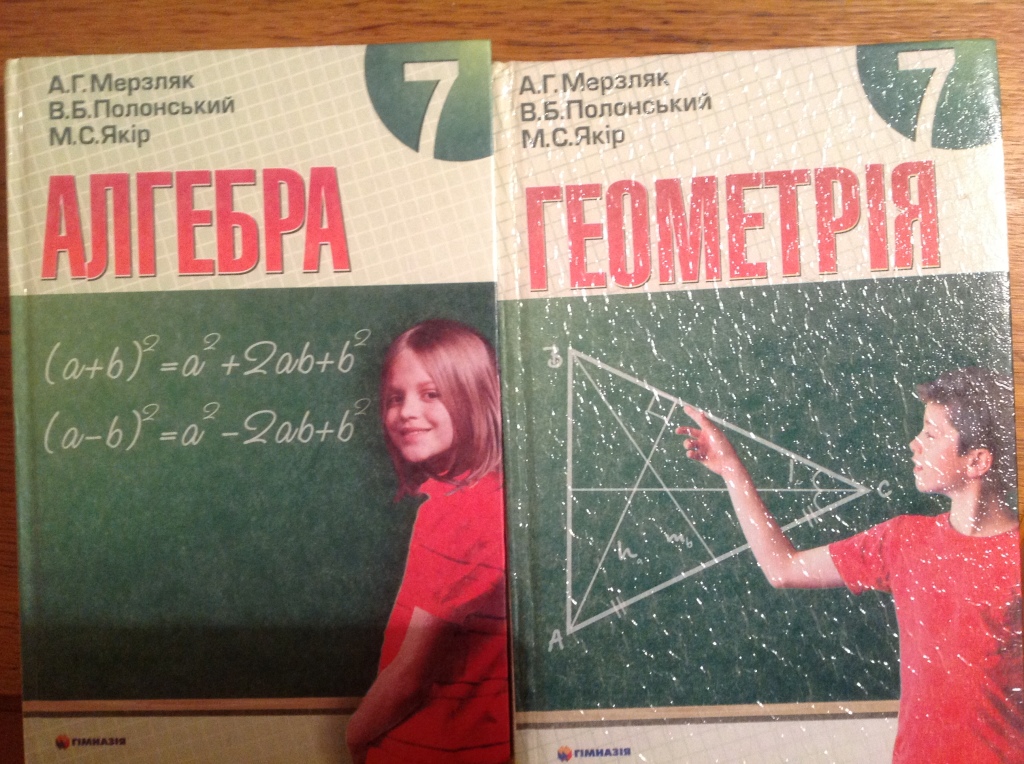 А.Г.Мерзляк
В.Б.Полонський
М.С.Якір
7
АЛГЕБРА
(a+b)²=a²+2ab+b²
(a-b)²=a²-2ab+b²
ГІМНАЗІЯ
А.Г.Мерзляк
В.Б.Полонський
М.С.Якір
7
ГЕОМЕТРІЯ
B
C
A
ГІМНАЗІЯ